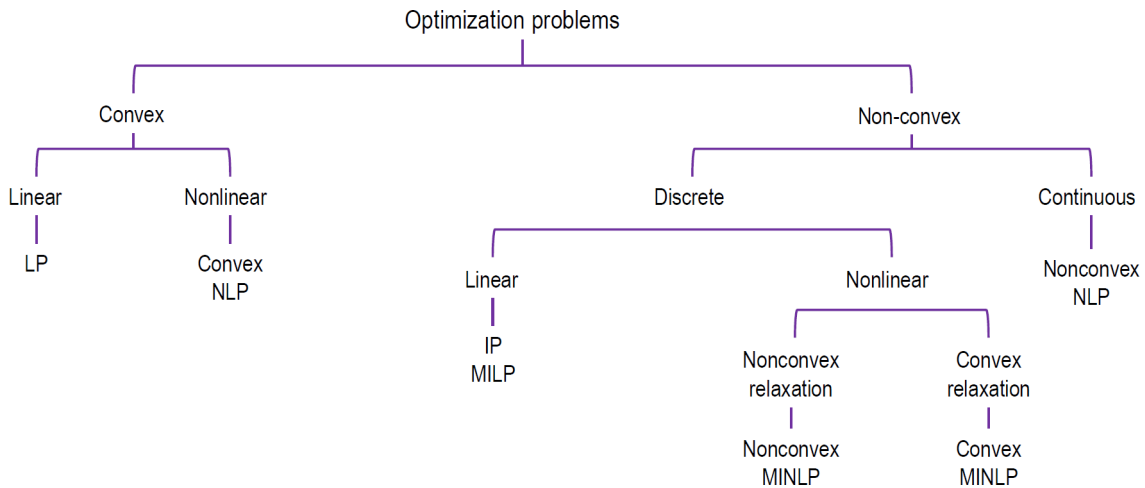 Optimization problems
Convex
Non-convex
Linear
Nonlinear
Discrete
Continuous
LP
Convex
NLP
Linear
Nonlinear
Nonconvex
NLP
IP
MILP
Nonconvex
relaxation
Convex
relaxation
Nonconvex
MINLP
Convex
MINLP